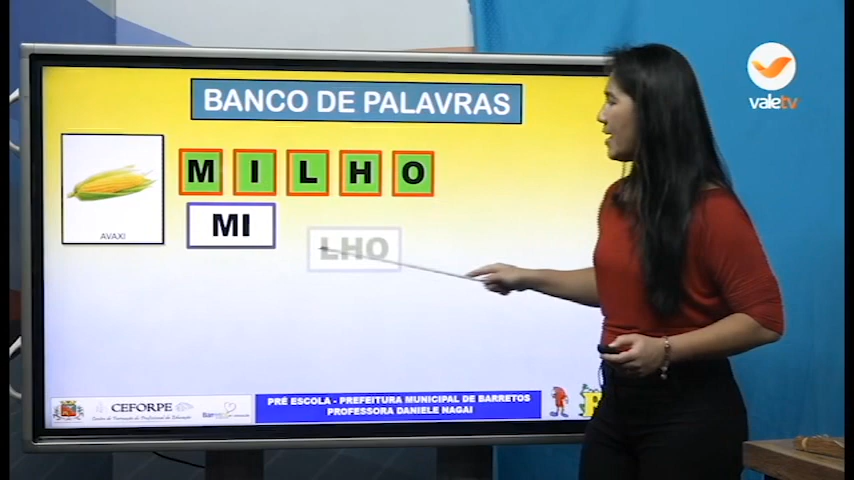 BANCO DE PALAVRAS
M I L H O
AVAXI
MI
LHO
CEFORPE
PRÉ ESCOLA - PREFEITURA MUNICIPAL DE BARRETOS
PROFESSORA DANIELE NAGAI
valetv